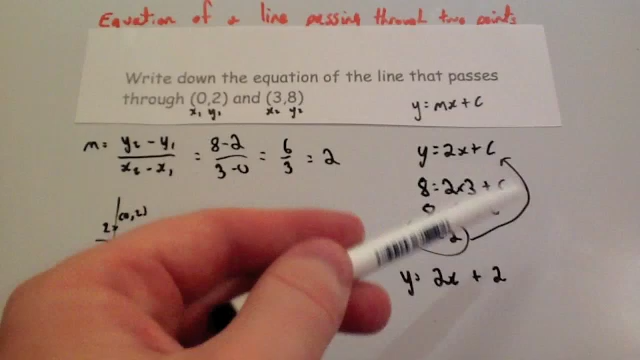 Equation of a line passing through two points
Write down the equation of the line that passes
through (0,2) and (3,8)
x₁ y₁ x₂ y₂
y = mx + c
m = y₂ - y₁ / x₂ - x₁ = 8-2 / 3-0 = 6/3 = 2
y = 2x + c
8 = 2x3 + c
2 (0,2)
8
2
y = 2x + 2